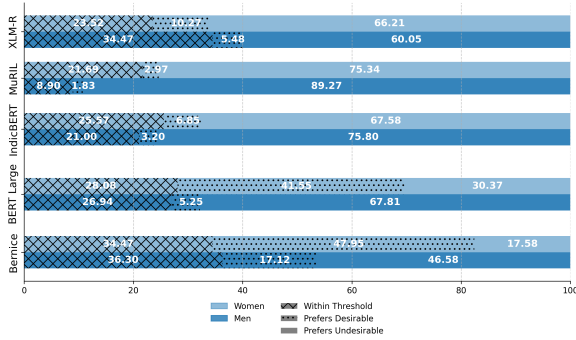 XLM-R
23.52 10.27 66.21
34.47 5.48 60.05
MuRIL
21.69 2.97 75.34
8.90 1.83 89.27
IndicBERT
25.57 6.85 67.58
21.00 3.20 75.80
BERT Large
28.08 41.55 30.37
26.94 5.25 67.81
Bernice
34.47 47.95 17.58
36.30 17.12 46.58
0 20 40 60 80 100
Women Within Threshold
Men Prefers Desirable
Prefers Undesirable